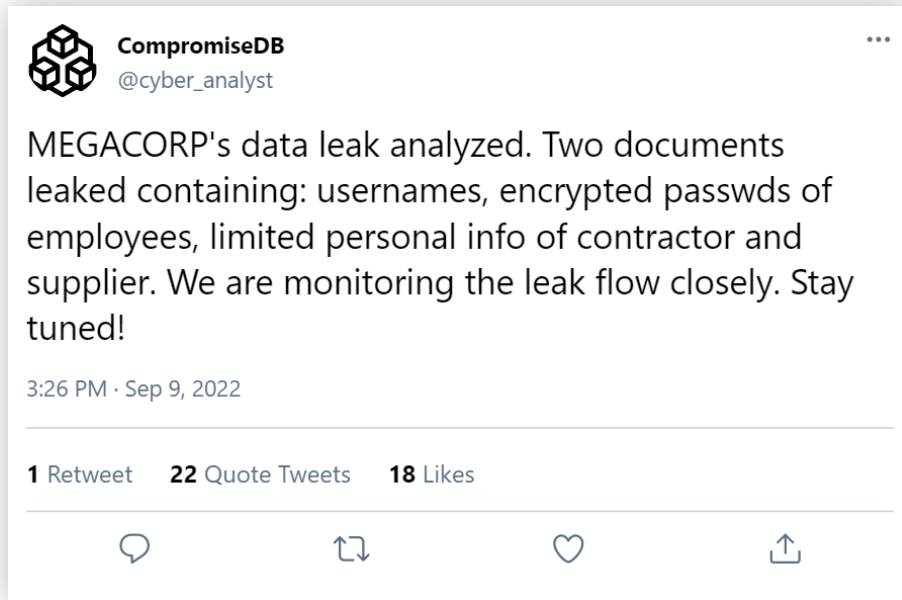 CompromiseDB
@cyber_analyst
MEGACORP's data leak analyzed. Two documents
leaked containing: usernames, encrypted passwds of
employees, limited personal info of contractor and
supplier. We are monitoring the leak flow closely. Stay
tuned!
3:26 PM · Sep 9, 2022
1 Retweet 22 Quote Tweets 18 Likes